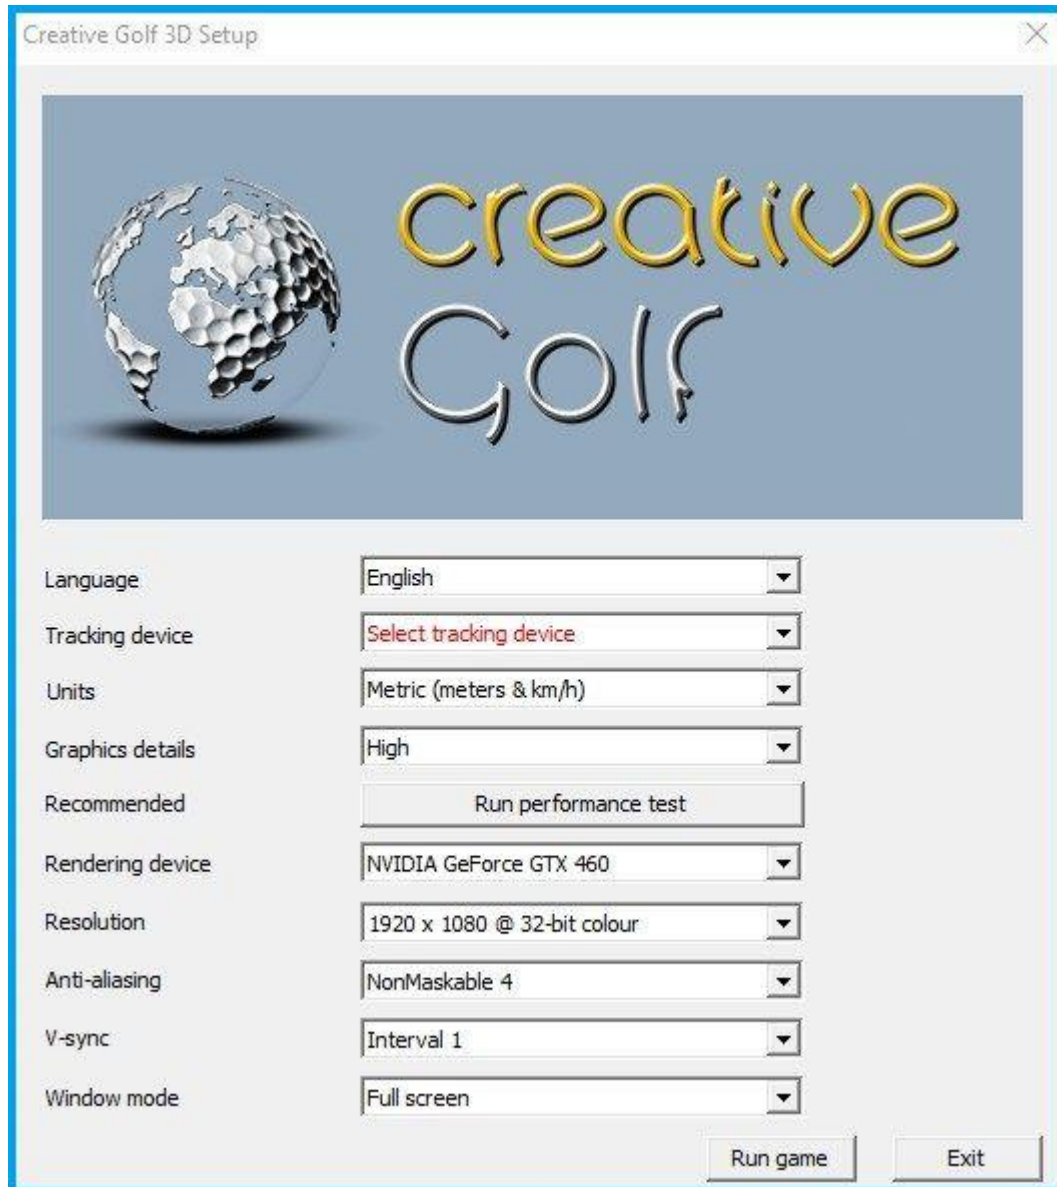 Creative Golf 3D Setup
creative
Golf
Language English
Tracking device Select tracking device
Units Metric (meters & km/h)
Graphics details High
Recommended Run performance test
Rendering device NVIDIA GeForce GTX 460
Resolution 1920 x 1080 @ 32-bit colour
Anti-aliasing NonMaskable 4
V-sync Interval 1
Window mode Full screen
Run game Exit